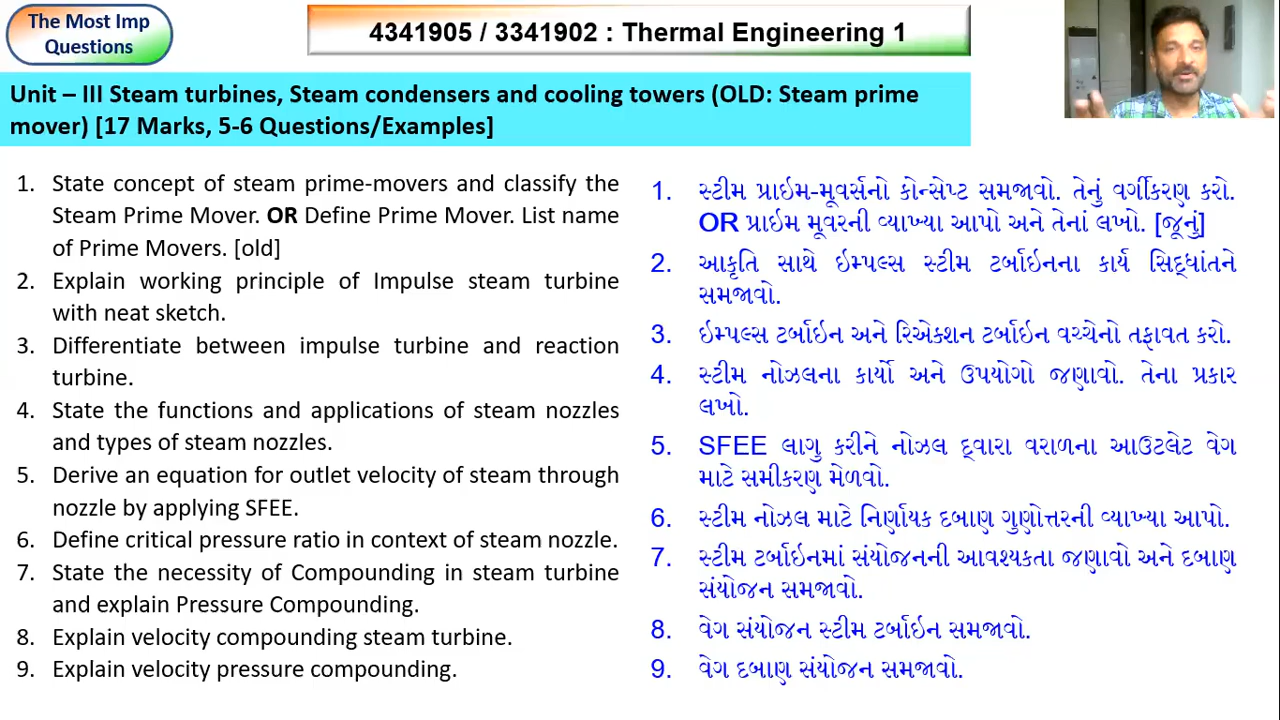 The Most Imp
Questions
4341905 / 3341902 : Thermal Engineering 1
Unit – III Steam turbines, Steam condensers and cooling towers (OLD: Steam prime
mover) [17 Marks, 5-6 Questions/Examples]
1. State concept of steam prime-movers and classify the
Steam Prime Mover. OR Define Prime Mover. List name
of Prime Movers. [old]
2. Explain working principle of Impulse steam turbine
with neat sketch.
3. Differentiate between impulse turbine and reaction
turbine.
4. State the functions and applications of steam nozzles
and types of steam nozzles.
5. Derive an equation for outlet velocity of steam through
nozzle by applying SFEE.
6. Define critical pressure ratio in context of steam nozzle.
7. State the necessity of Compounding in steam turbine
and explain Pressure Compounding.
8. Explain velocity compounding steam turbine.
9. Explain velocity pressure compounding.
1. સ્ટીમ પ્રાઇમ-મૂવર્સનો કોન્સેપ્ટ સમજાવો. તેનું વર્ગીકરણ કરો.
OR પ્રાઇમ મૂવરની વ્યાખ્યા આપો અને તેનાં લખો. [જૂનું]
2. આકૃતિ સાથે ઇમ્પલ્સ સ્ટીમ ટર્બાઇનના કાર્ય સિદ્ધાંતને
સમજાવો.
3. ઇમ્પલ્સ ટર્બાઇન અને રિએક્શન ટર્બાઇન વચ્ચેનો તફાવત કરો.
4. સ્ટીમ નોઝલના કાર્યો અને ઉપયોગો જણાવો. તેના પ્રકાર
લખો.
5. SFEE લાગુ કરીને નોઝલ દ્વારા વરાળના આઉટલેટ વેગ
માટે સમીકરણ મેળવો.
6. સ્ટીમ નોઝલ માટે નિર્ણાયક દબાણ ગુણોત્તરની વ્યાખ્યા આપો.
7. સ્ટીમ ટર્બાઇનમાં સંયોજનની આવશ્યકતા જણાવો અને દબાણ
સંયોજન સમજાવો.
8. વેગ સંયોજન સ્ટીમ ટર્બાઇન સમજાવો.
9. વેગ દબાણ સંયોજન સમજાવો.